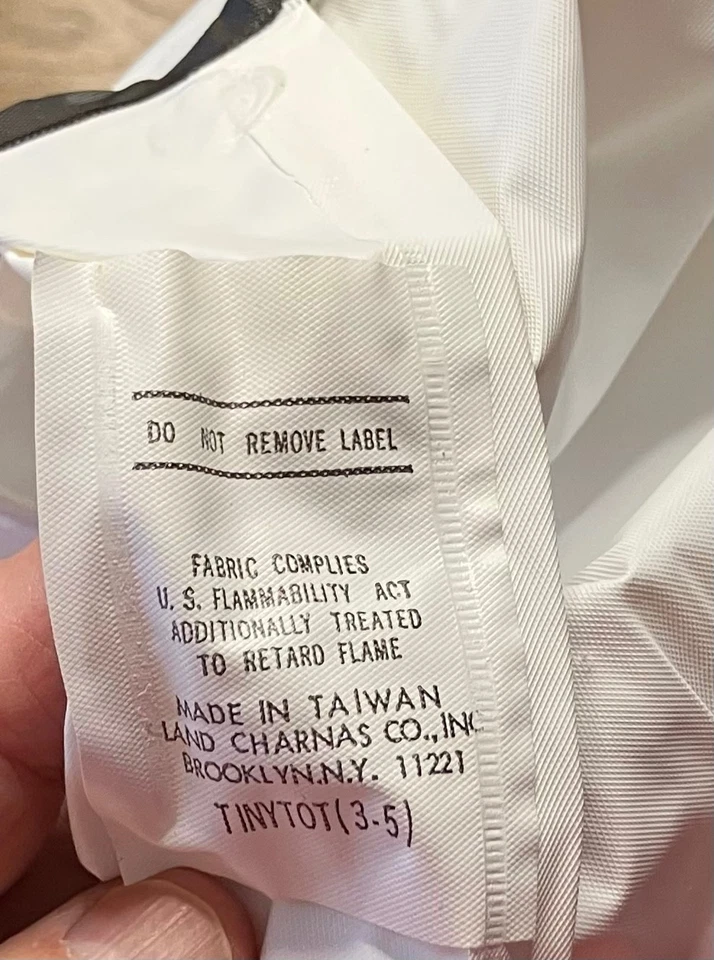 DO NOT REMOVE LABEL
FABRIC COMPLIES
U. S. FLAMMABILITY ACT
ADDITIONALLY TREATED
TO RETARD FLAME
MADE IN TAIWAN
LAND CHARNAS CO., INC
BROOKLYN.N.Y. 11221
TINYTOT(3-5)